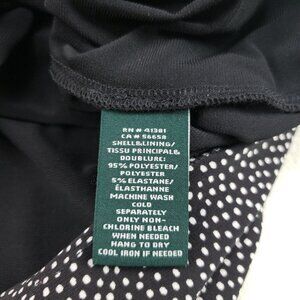 RN # 41381
CA # 56658
SHELL&LINING/
TISSU PRINCIPAL&
DOUBLURE:
95% POLYESTER/
POLYESTER
5% ELASTANE/
ÉLASTHANNE
MACHINE WASH
COLD
SEPARATELY
ONLY NON-
CHLORINE BLEACH
WHEN NEEDED
HANG TO DRY
COOL IRON IF NEEDED